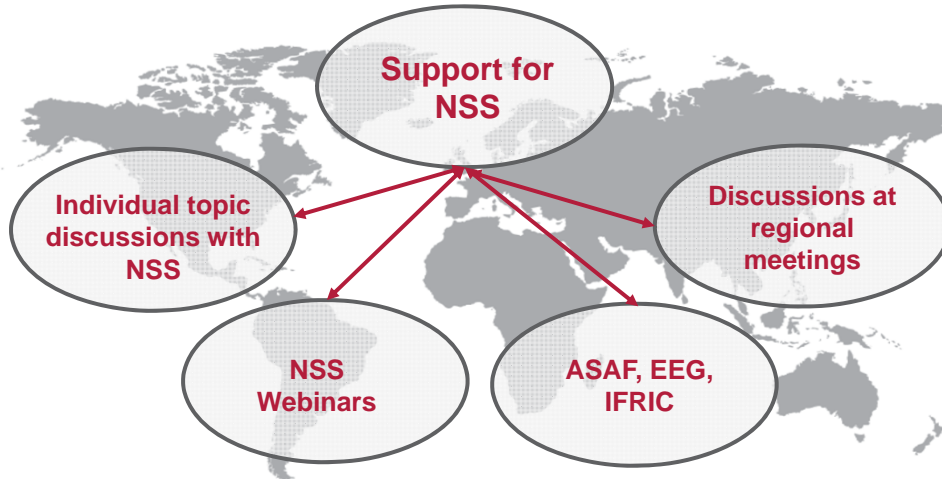 Support for
NSS
Individual topic
discussions with
NSS
Discussions at
regional
meetings
NSS
Webinars
ASAF, EEG,
IFRIC